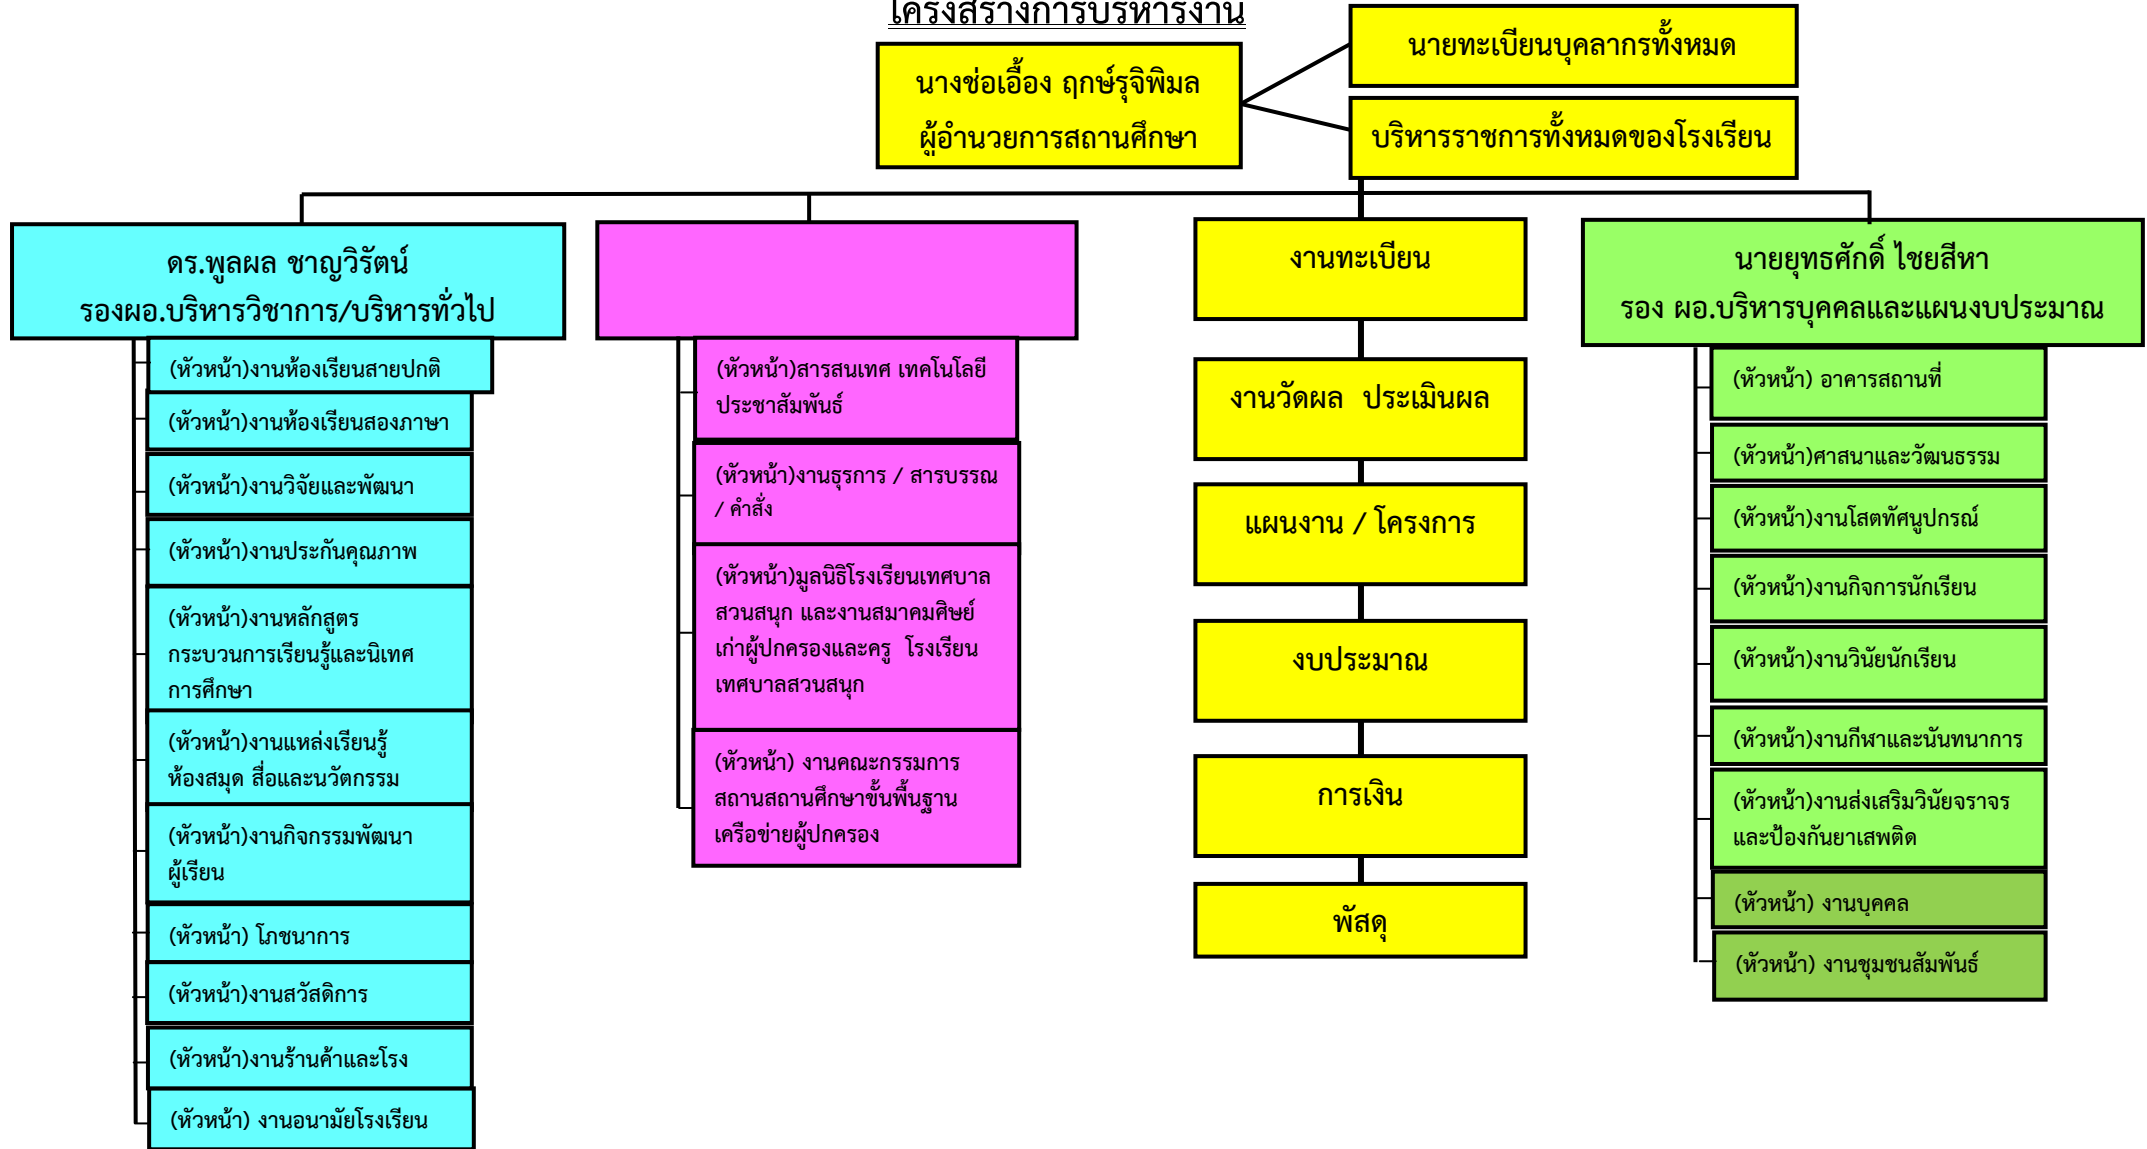 โครงสร้างการบริหารงาน
นางช่อเอื้อง ฤกษ์รุจิพิมล
ผู้อำนวยการสถานศึกษา
นายทะเบียนบุคลากรทั้งหมด
บริหารราชการทั้งหมดของโรงเรียน
ดร.พูลผล ชาญวิรัตน์
รองผอ.บริหารวิชาการ/บริหารทั่วไป
(หัวหน้า)งานห้องเรียนสายปกติ
(หัวหน้า)งานห้องเรียนสองภาษา
(หัวหน้า)งานวิจัยและพัฒนา
(หัวหน้า)งานประกันคุณภาพ
(หัวหน้า)งานหลักสูตร
กระบวนการเรียนรู้และนิเทศ
การศึกษา
(หัวหน้า)งานแหล่งเรียนรู้
ห้องสมุด สื่อและนวัตกรรม
(หัวหน้า)งานกิจกรรมพัฒนา
ผู้เรียน
(หัวหน้า) โภชนาการ
(หัวหน้า)งานสวัสดิการ
(หัวหน้า)งานร้านค้าและโรง
(หัวหน้า) งานอนามัยโรงเรียน
(หัวหน้า)สารสนเทศ เทคโนโลยี
ประชาสัมพันธ์
(หัวหน้า)งานธุรการ / สารบรรณ
/ คำสั่ง
(หัวหน้า)มูลนิธิโรงเรียนเทศบาล
สวนสนุก และงานสมาคมศิษย์
เก่าผู้ปกครองและครู โรงเรียน
เทศบาลสวนสนุก
(หัวหน้า) งานคณะกรรมการ
สถานสถานศึกษาขั้นพื้นฐาน
เครือข่ายผู้ปกครอง
งานทะเบียน
งานวัดผล ประเมินผล
แผนงาน / โครงการ
งบประมาณ
การเงิน
พัสดุ
นายยุทธศักดิ์ ไชยสีหา
รอง ผอ.บริหารบุคคลและแผนงบประมาณ
(หัวหน้า) อาคารสถานที่
(หัวหน้า)ศาสนาและวัฒนธรรม
(หัวหน้า)งานโสตทัศนูปกรณ์
(หัวหน้า)งานกิจการนักเรียน
(หัวหน้า)งานวินัยนักเรียน
(หัวหน้า)งานกีฬาและนันทนาการ
(หัวหน้า)งานส่งเสริมวินัยจราจร
และป้องกันยาเสพติด
(หัวหน้า) งานบุคคล
(หัวหน้า) งานชุมชนสัมพันธ์